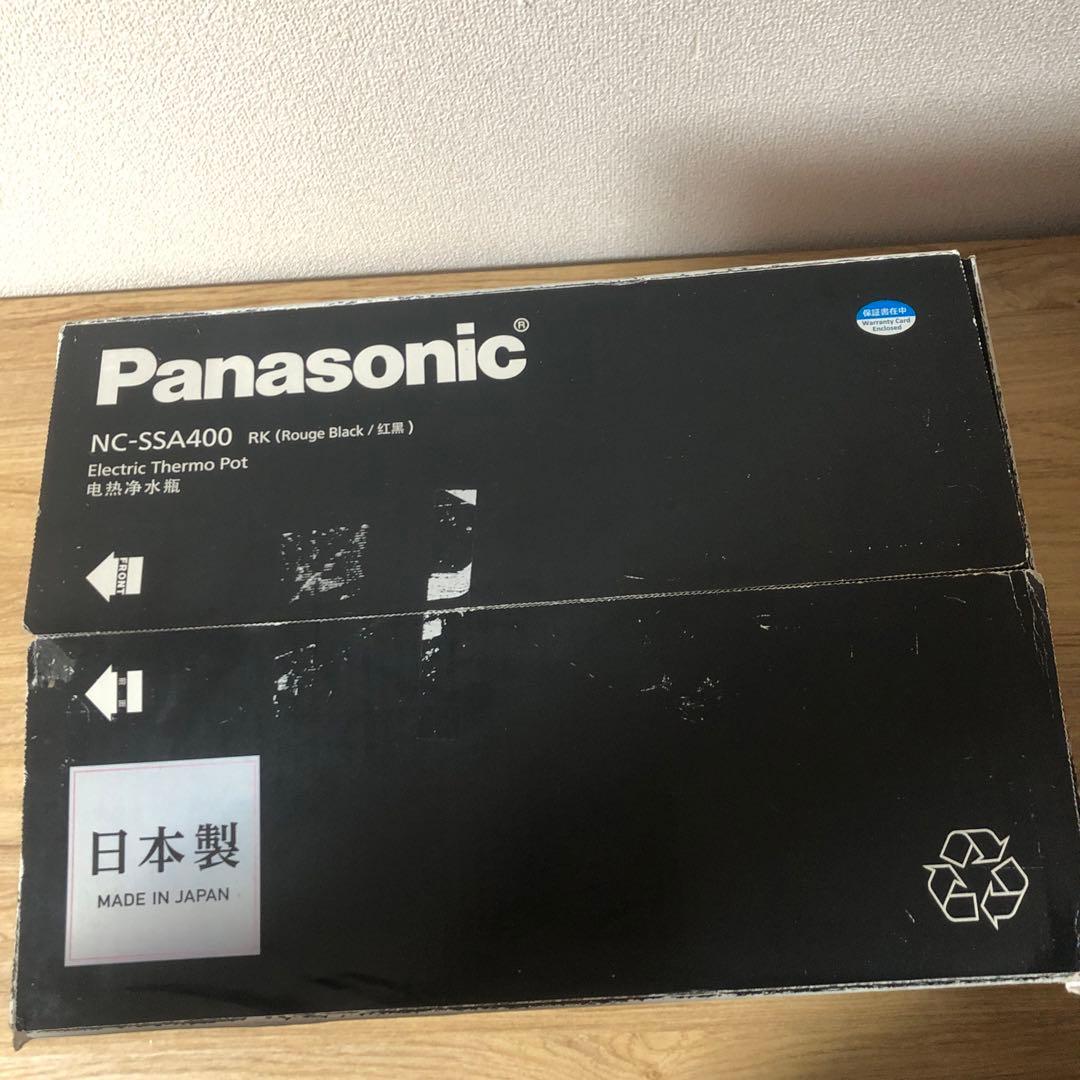 Panasonic®
NC-SSA400 RK (Rouge Black / 红黑)
Electric Thermo Pot
电热净水瓶
保証書在中
Warranty Card
Enclosed
FRONT
日本製
MADE IN JAPAN